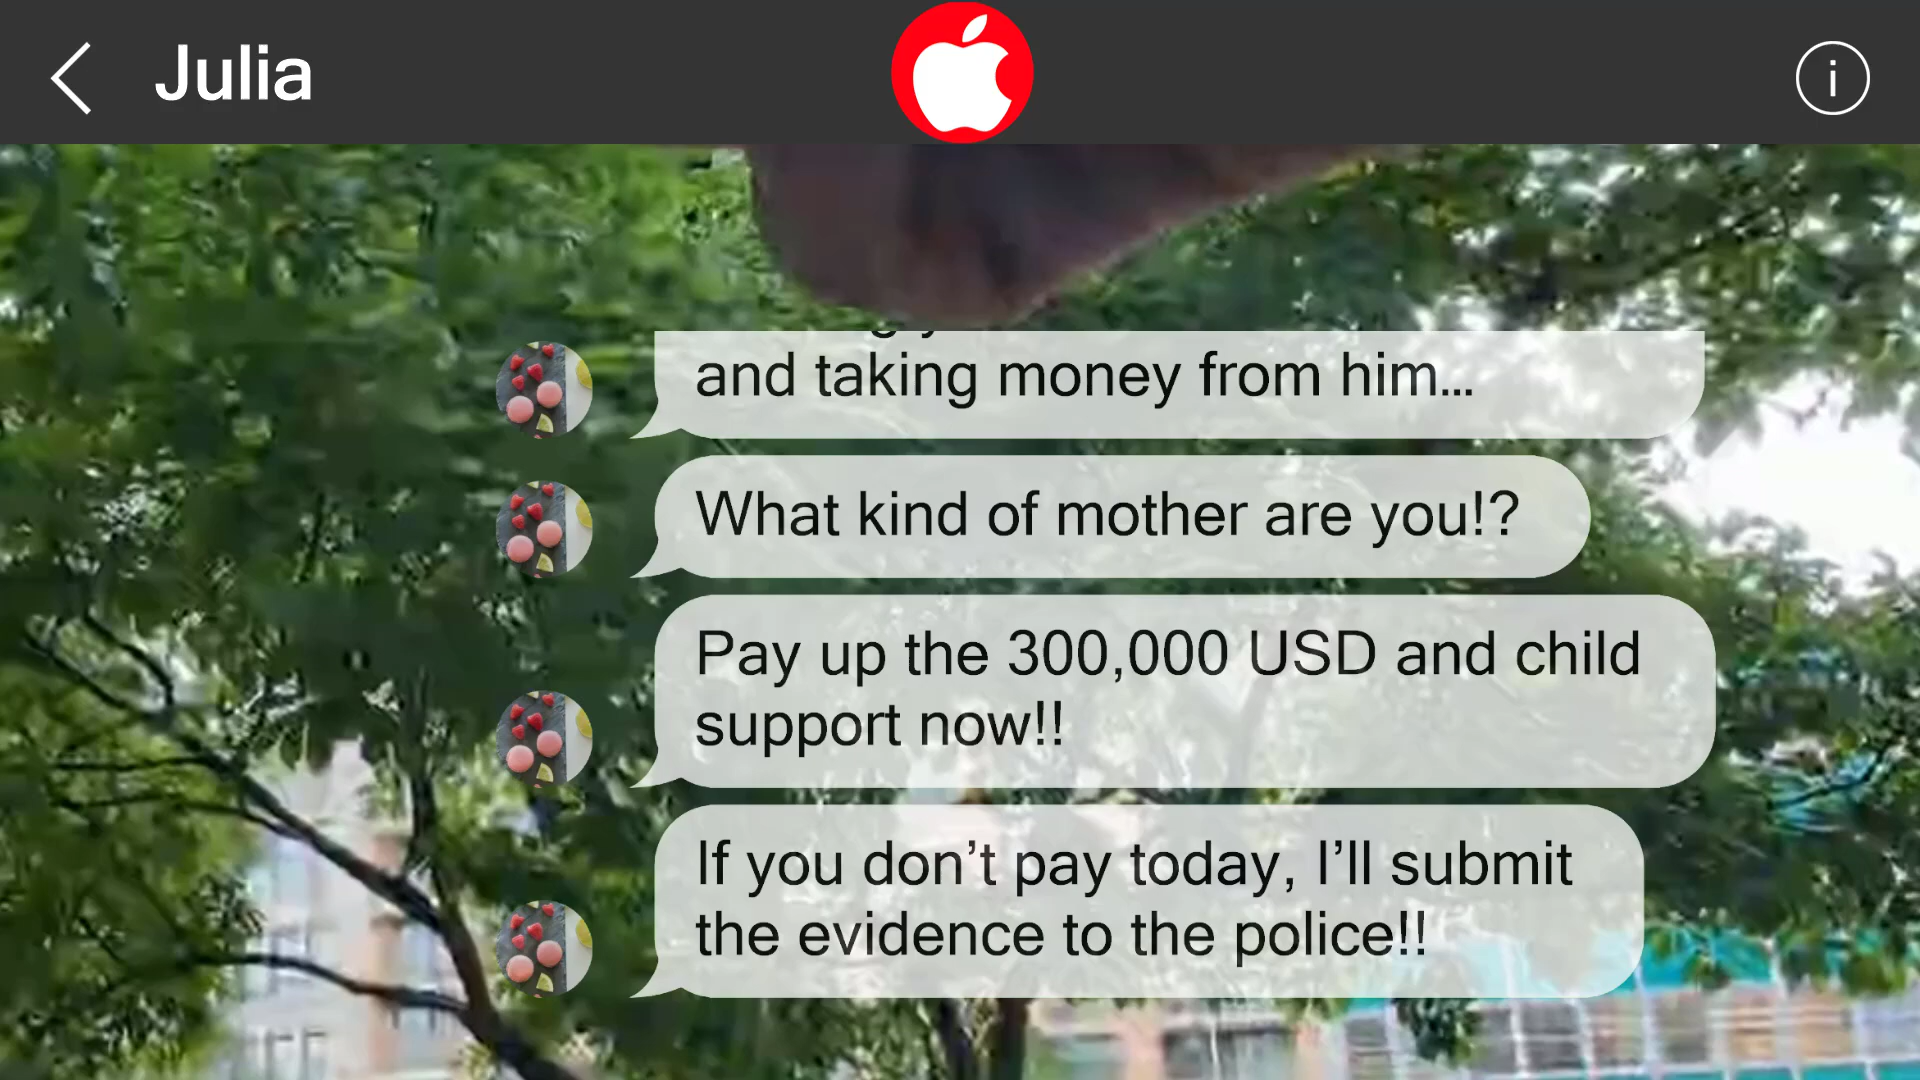 Julia
and taking money from him...
What kind of mother are you!?
Pay up the 300,000 USD and child
support now!!
If you don’t pay today, I’ll submit
the evidence to the police!!